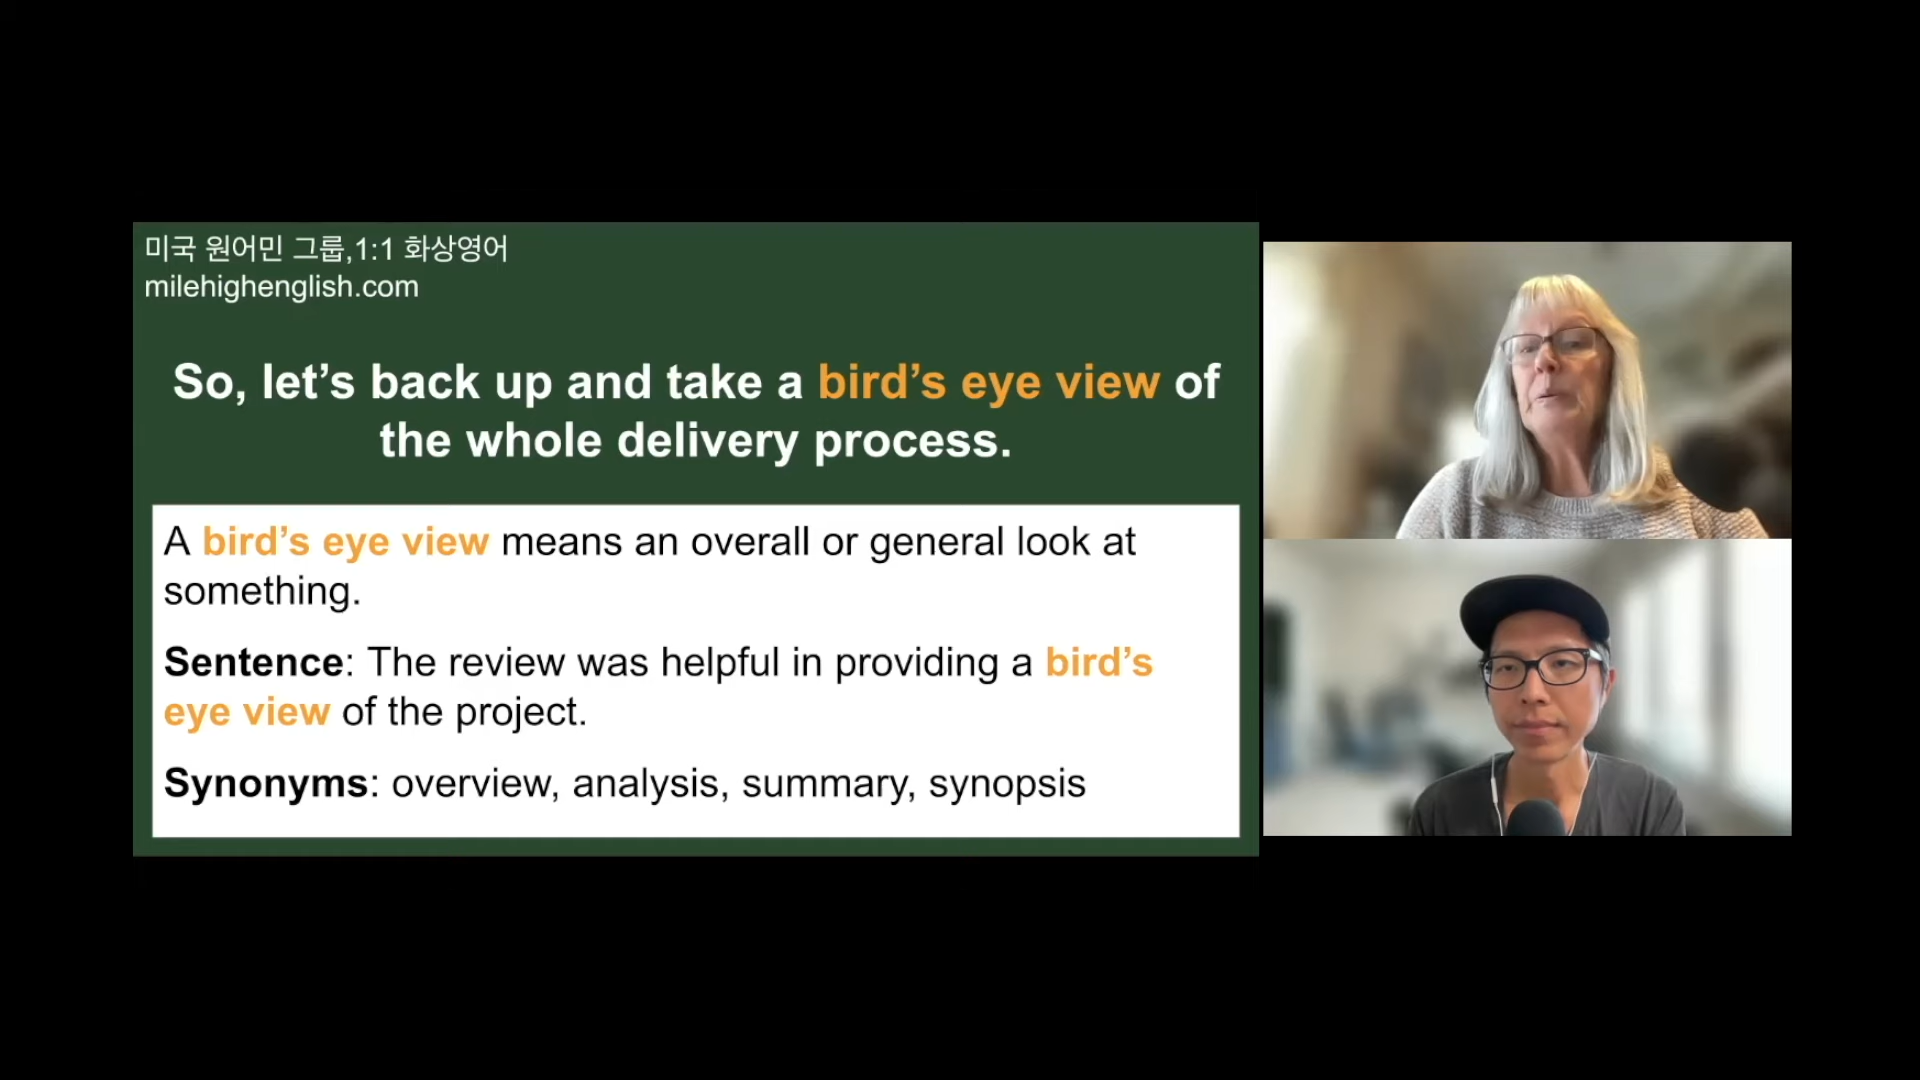 미국 원어민 그룹,1:1 화상영어
milehighenglish.com
So, let’s back up and take a bird’s eye view of
the whole delivery process.
A bird’s eye view means an overall or general look at
something.
Sentence: The review was helpful in providing a bird’s
eye view of the project.
Synonyms: overview, analysis, summary, synopsis